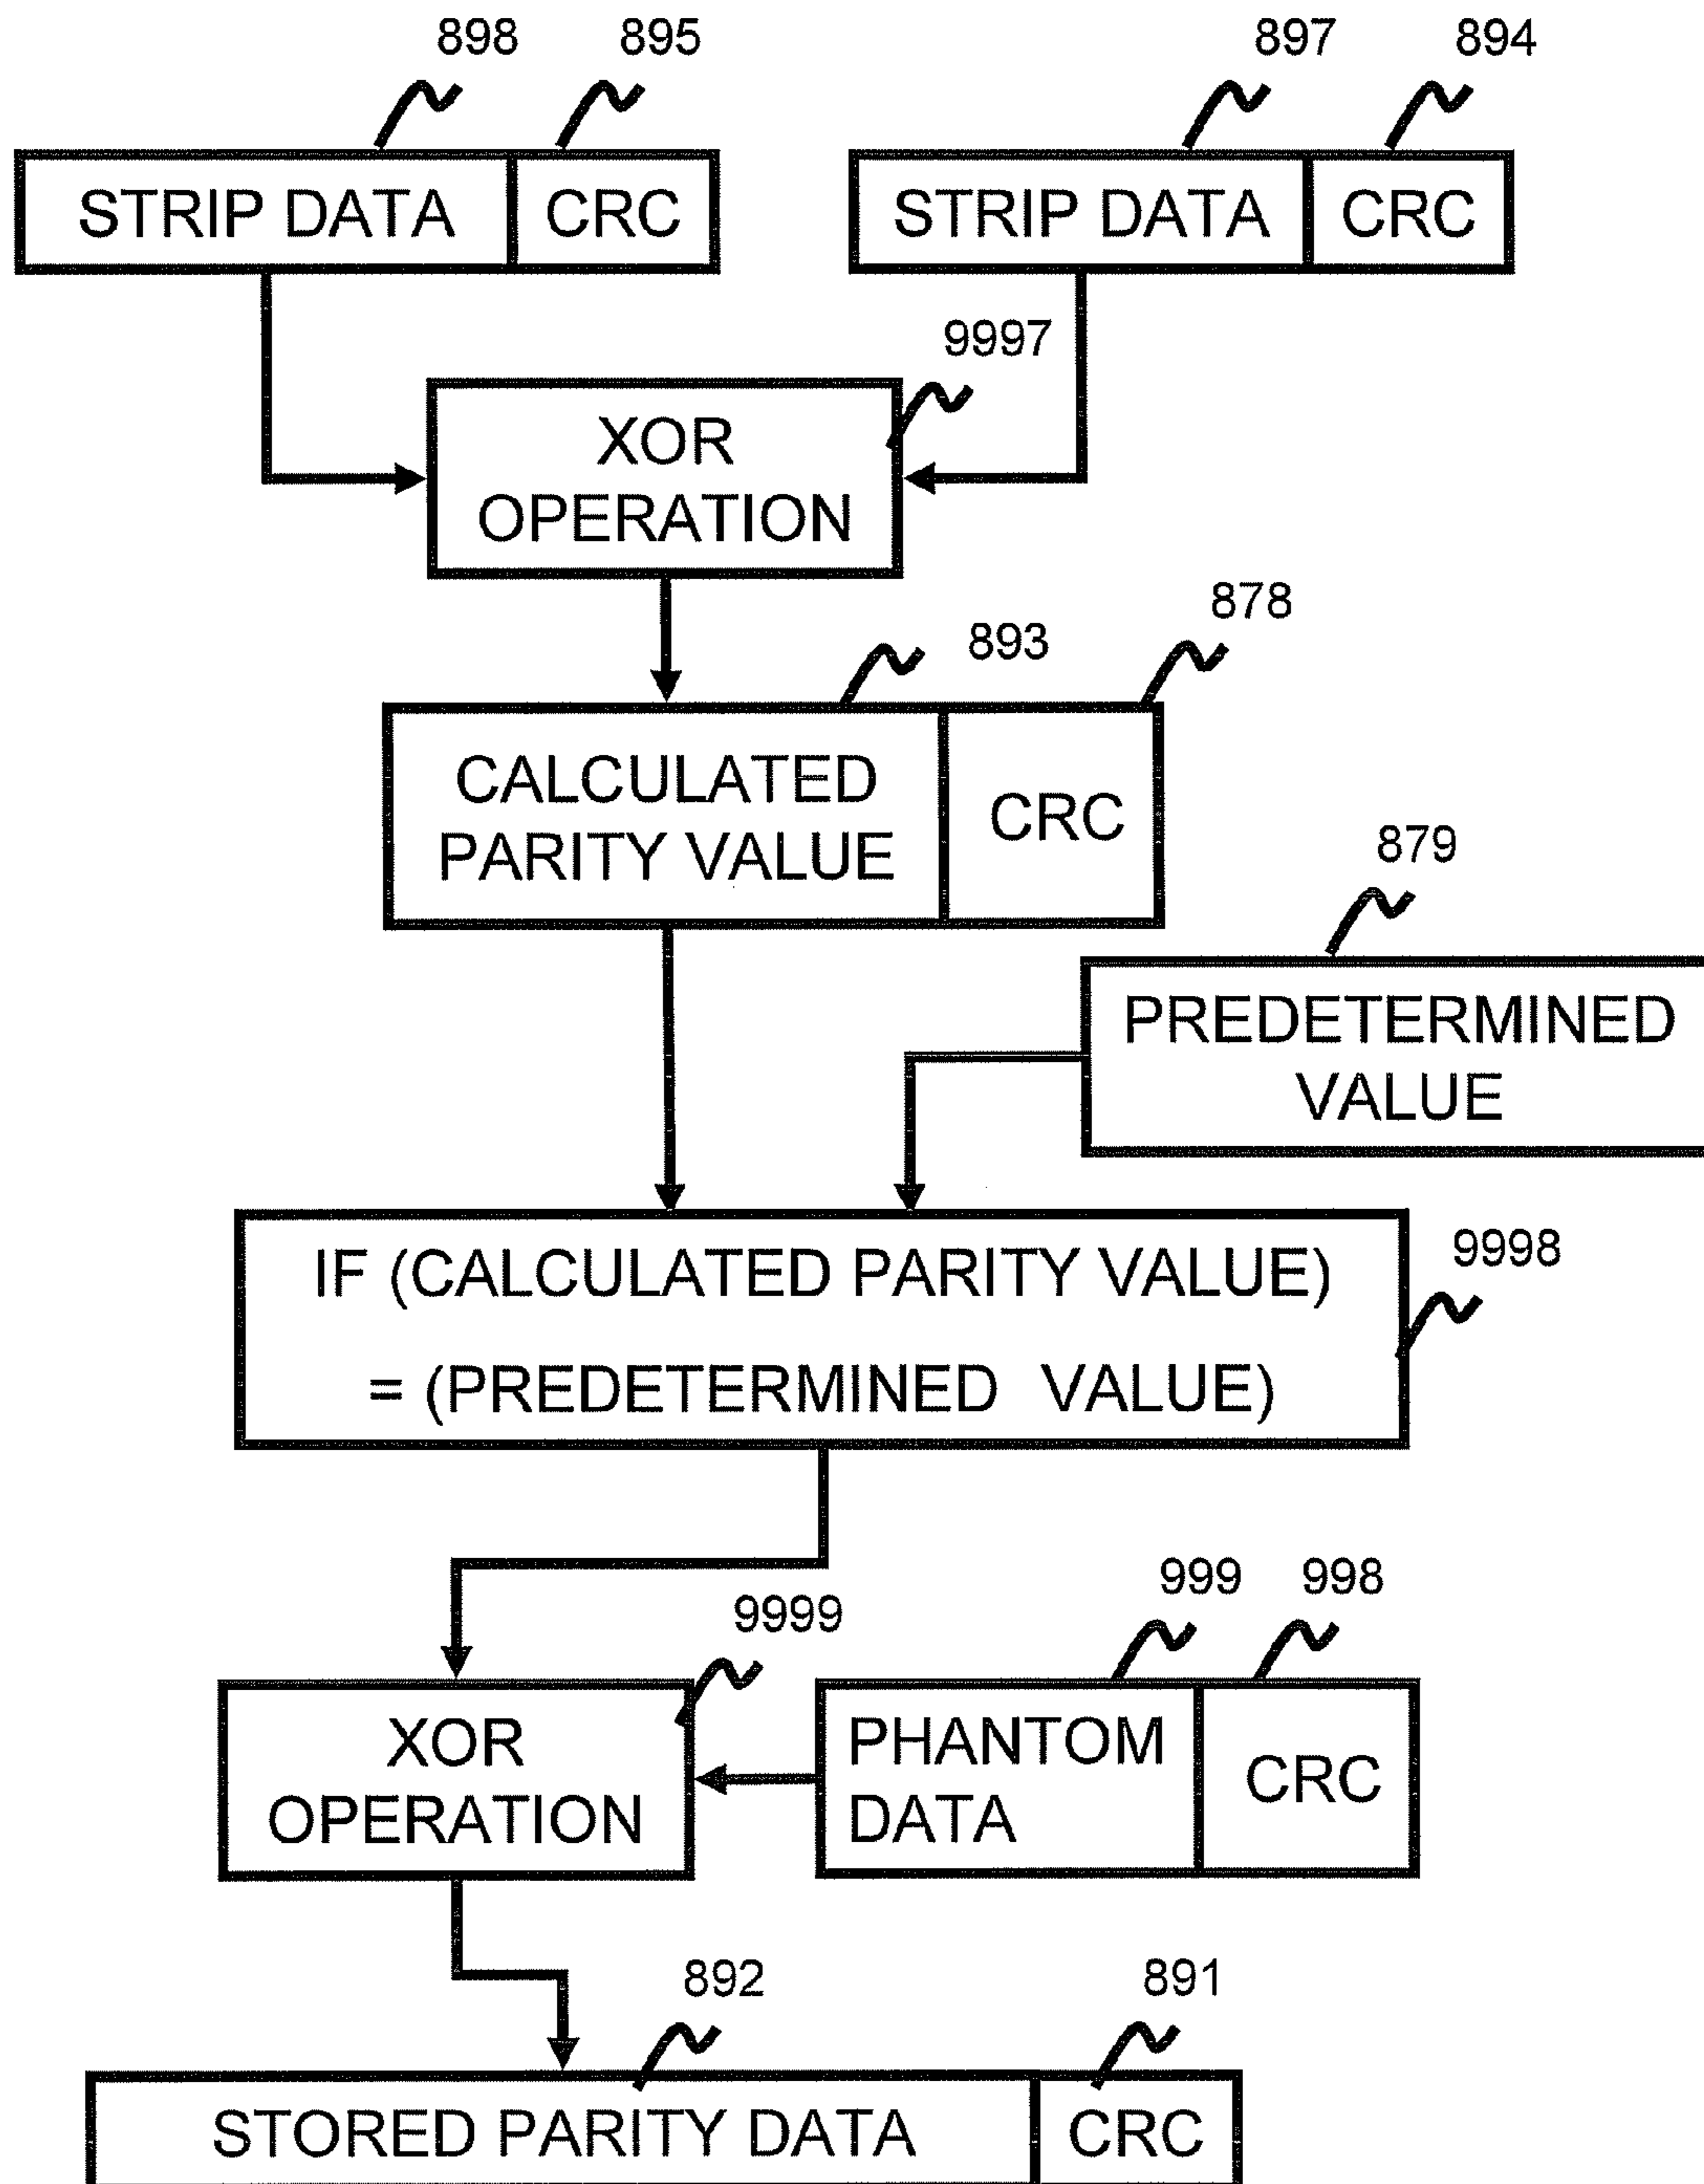 898 895 897 894
STRIP DATA CRC STRIP DATA CRC
9997
XOR
OPERATION
878
893
CALCULATED
PARITY VALUE
CRC
879
PREDETERMINED
VALUE
IF (CALCULATED PARITY VALUE)
= (PREDETERMINED VALUE)
9998
999 998
9999
XOR
OPERATION
PHANTOM
DATA
CRC
892 891
STORED PARITY DATA CRC